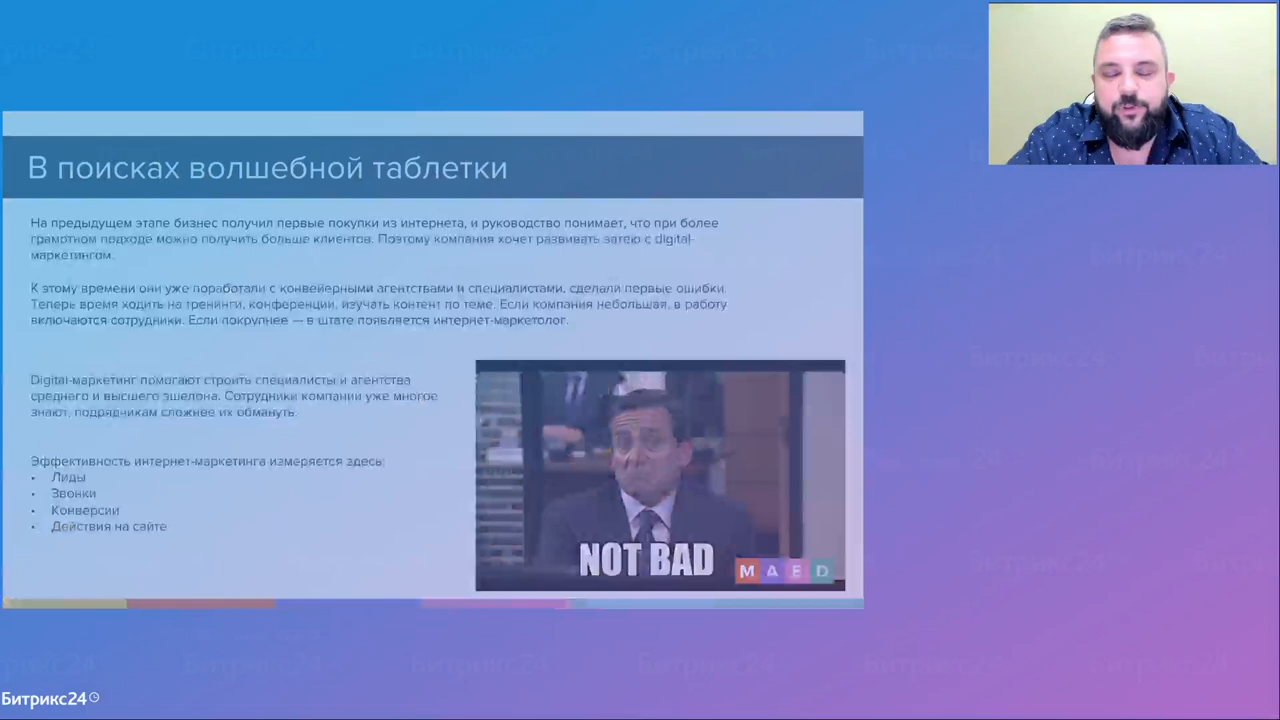 В поисках волшебной таблетки
На предыдущем этапе бизнес получил первые покупки из интернета, и руководство понимает, что при более
грамотном подходе можно получить больше клиентов. Поэтому компания хочет развивать затею с digital-
маркетингом.
К этому времени они уже поработали с конвейерными агентствами и специалистами, сделали первые ошибки.
Теперь время ходить на тренинги, конференции, изучать контент по теме. Если компания небольшая, в работу
включаются сотрудники. Если покрупнее — в штате появляется интернет-маркетолог.
Digital-маркетинг помогают строить специалисты и агентства
среднего и высшего эшелона. Сотрудники компании уже многое
знают, подрядчикам сложнее их обмануть.
Эффективность интернет-маркетинга измеряется здесь:
• Лиды
• Звонки
• Конверсии
• Действия на сайте
NOT BAD
M A E D
Битрикс24